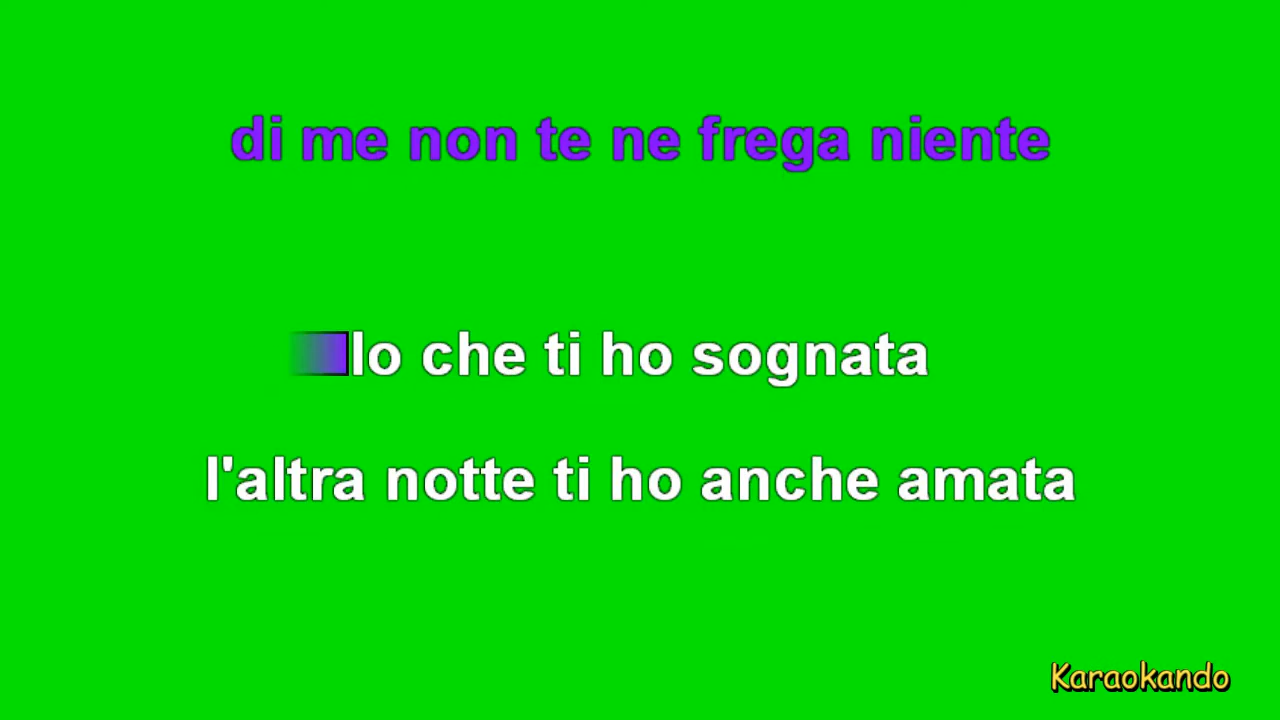 di me non te ne frega niente
Io che ti ho sognata
l'altra notte ti ho anche amata
Karaokando